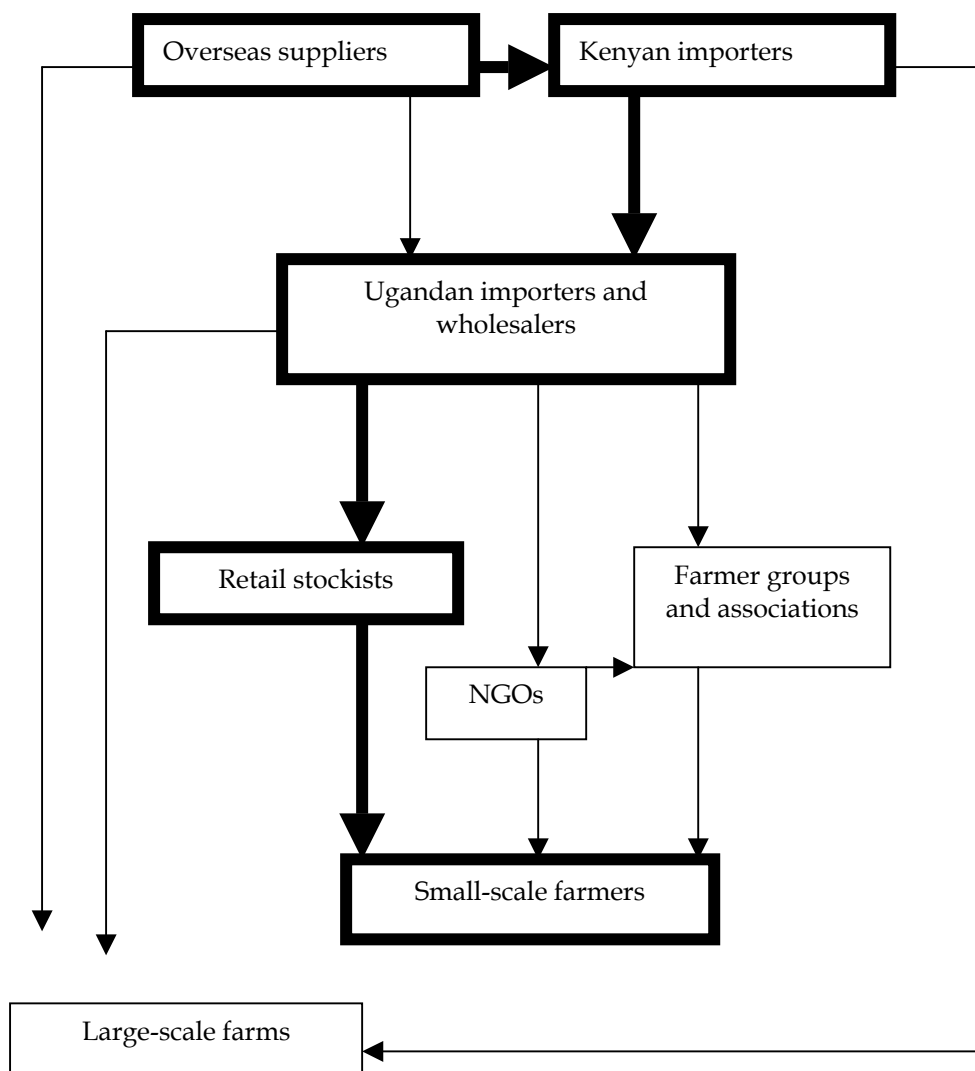 Overseas suppliers
Kenyan importers
Ugandan importers and
wholesalers
Retail stockists
Farmer groups
and associations
NGOs
Small-scale farmers
Large-scale farms